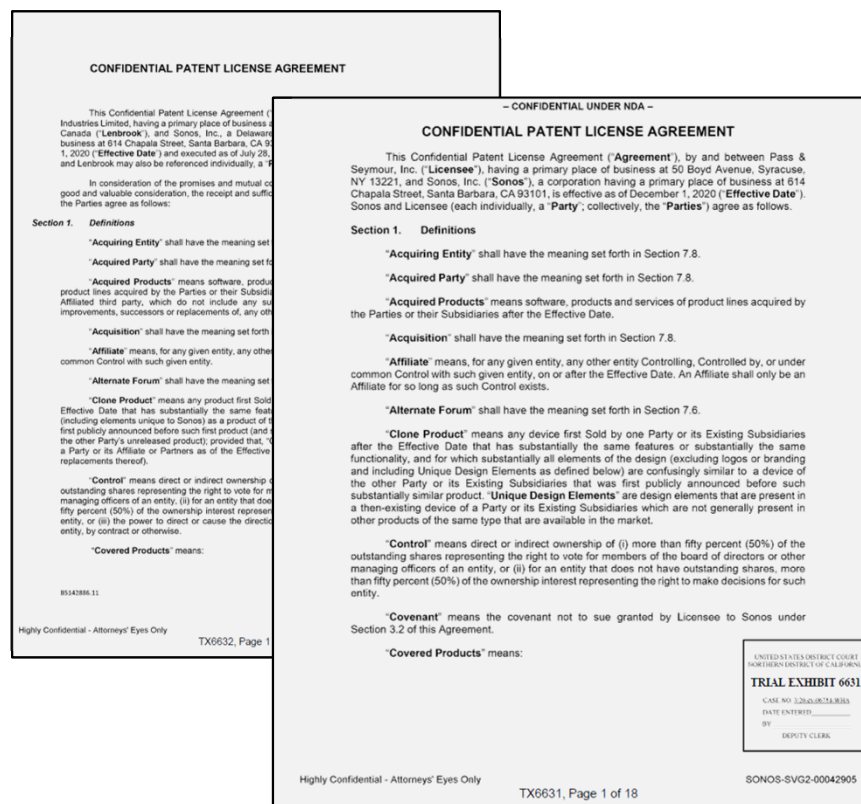 CONFIDENTIAL PATENT LICENSE AGREEMENT
This Confidential Patent License Agreement ("
Industries Limited, having a primary place of business a
Canada ("Lenbrook"), and Sonos, Inc., a Delaware
business at 614 Chapala Street, Santa Barbara, CA 93
1, 2020 ("Effective Date") and executed as of July 28,
and Lenbrook may also be referenced individually, a "P
In consideration of the promises and mutual co
good and valuable consideration, the receipt and suffic
the Parties agree as follows:
Section 1. Definitions
"Acquiring Entity" shall have the meaning set
"Acquired Party" shall have the meaning set fo
"Acquired Products" means software, produc
product lines acquired by the Parties or their Subsidia
Affiliated third party, which do not include any su
improvements, successors or replacements of, any oth
"Acquisition" shall have the meaning set forth
"Affiliate" means, for any given entity, any other
common Control with such given entity.
"Alternate Forum" shall have the meaning set
"Clone Product" means any product first Sold
Effective Date that has substantially the same feat
(including elements unique to Sonos) as a product of t
first publicly announced before such first product (and
the other Party's unreleased product); provided that, "C
a Party or its Affiliate or Partners as of the Effective
replacements thereof).
"Control" means direct or indirect ownership o
outstanding shares representing the right to vote for m
managing officers of an entity, (ii) for an entity that doe
fifty percent (50%) of the ownership interest represen
entity, or (iii) the power to direct or cause the directio
entity, by contract or otherwise.
"Covered Products" means:
85142886.11
Highly Confidential - Attorneys' Eyes Only
TX6632, Page 1
– CONFIDENTIAL UNDER NDA –
CONFIDENTIAL PATENT LICENSE AGREEMENT
This Confidential Patent License Agreement ("Agreement"), by and between Pass &
Seymour, Inc. ("Licensee"), having a primary place of business at 50 Boyd Avenue, Syracuse,
NY 13221, and Sonos, Inc. ("Sonos"), a corporation having a primary place of business at 614
Chapala Street, Santa Barbara, CA 93101, is effective as of December 1, 2020 ("Effective Date").
Sonos and Licensee (each individually, a "Party"; collectively, the "Parties") agree as follows.
Section 1. Definitions
"Acquiring Entity" shall have the meaning set forth in Section 7.8.
"Acquired Party" shall have the meaning set forth in Section 7.8.
"Acquired Products" means software, products and services of product lines acquired by
the Parties or their Subsidiaries after the Effective Date.
"Acquisition" shall have the meaning set forth in Section 7.8.
"Affiliate" means, for any given entity, any other entity Controlling, Controlled by, or under
common Control with such given entity, on or after the Effective Date. An Affiliate shall only be an
Affiliate for so long as such Control exists.
"Alternate Forum" shall have the meaning set forth in Section 7.6.
"Clone Product" means any device first Sold by one Party or its Existing Subsidiaries
after the Effective Date that has substantially the same features or substantially the same
functionality, and for which substantially all elements of the design (excluding logos or branding
and including Unique Design Elements as defined below) are confusingly similar to a device of
the other Party or its Existing Subsidiaries that was first publicly announced before such
substantially similar product. "Unique Design Elements" are design elements that are present in
a then-existing device of a Party or its Existing Subsidiaries which are not generally present in
other products of the same type that are available in the market.
"Control" means direct or indirect ownership of (i) more than fifty percent (50%) of the
outstanding shares representing the right to vote for members of the board of directors or other
managing officers of an entity, or (ii) for an entity that does not have outstanding shares, more
than fifty percent (50%) of the ownership interest representing the right to make decisions for such
entity.
"Covenant" means the covenant not to sue granted by Licensee to Sonos under
Section 3.2 of this Agreement.
"Covered Products" means:
UNITED STATES DISTRICT COURT
NORTHERN DISTRICT OF CALIFORNIA
TRIAL EXHIBIT 6631
CASE NO.
DATE ENTERED
BY
DEPUTY CLERK
Highly Confidential - Attorneys' Eyes Only
SONOS-SVG2-00042905
TX6631, Page 1 of 18